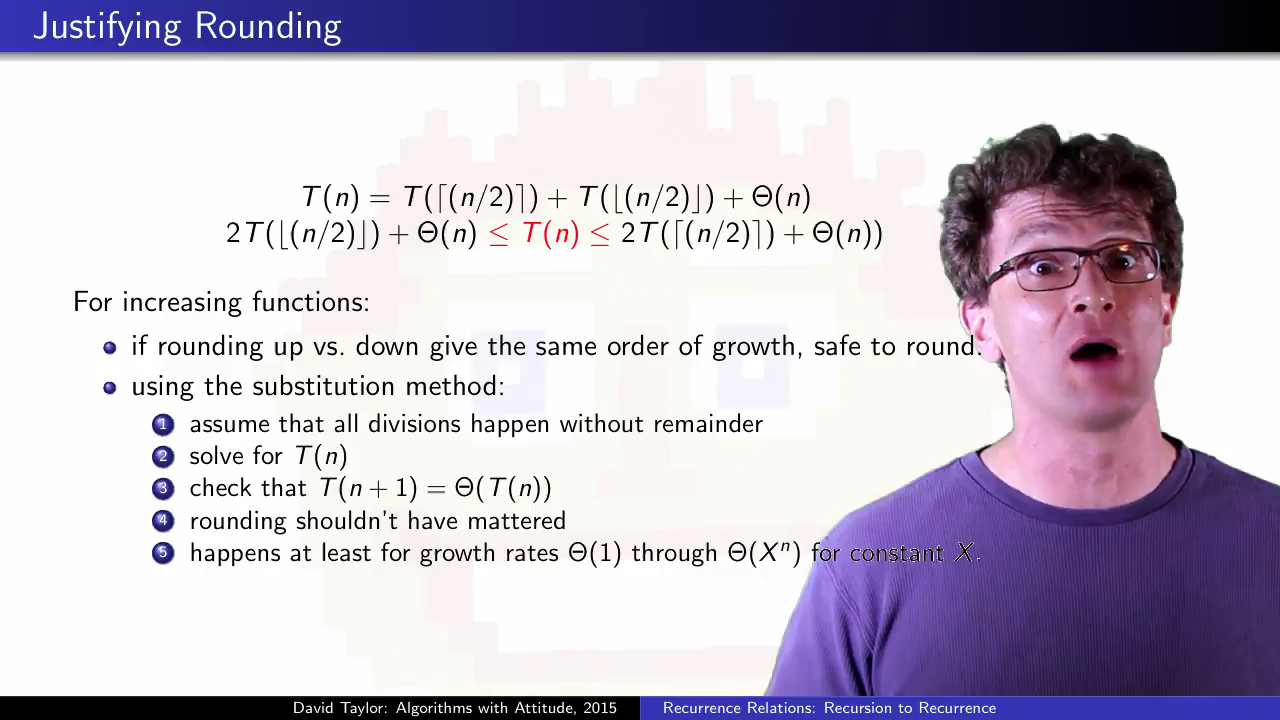 Justifying Rounding
T(n) = T(⌈(n/2)⌉) + T(⌊(n/2)⌋) + Θ(n)
2T(⌊(n/2)⌋) + Θ(n) ≤ T(n) ≤ 2T(⌈(n/2)⌉) + Θ(n))
For increasing functions:
if rounding up vs. down give the same order of growth, safe to round.
using the substitution method:
1 assume that all divisions happen without remainder
2 solve for T(n)
3 check that T(n + 1) = Θ(T(n))
4 rounding shouldn't have mattered
5 happens at least for growth rates Θ(1) through Θ(Xⁿ) for constant X.
David Taylor: Algorithms with Attitude, 2015
Recurrence Relations: Recursion to Recurrence